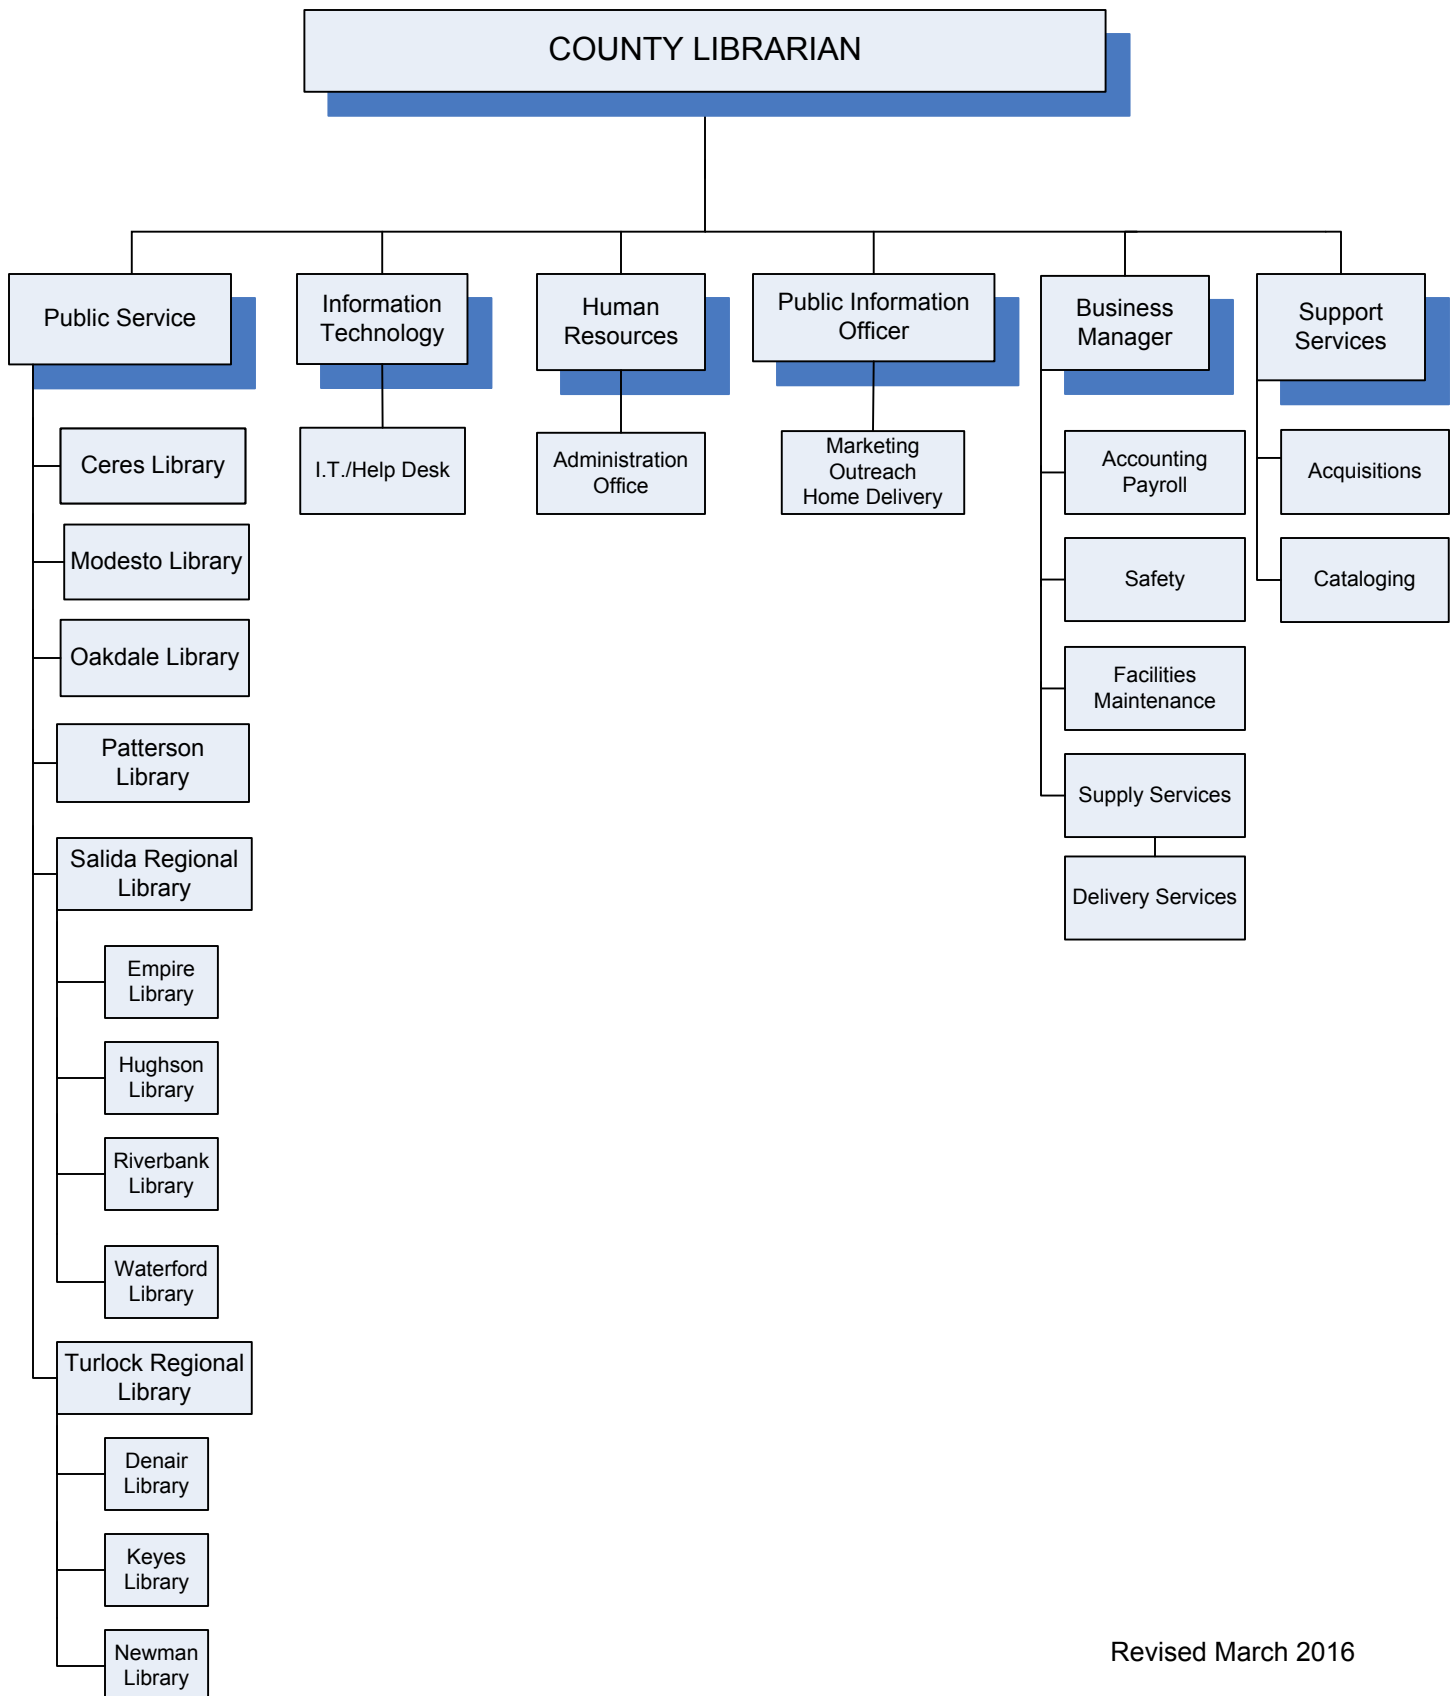 COUNTY LIBRARIAN
Public Service
Information
Technology
Human
Resources
Public Information
Officer
Business
Manager
Support
Services
Ceres Library
Modesto Library
Oakdale Library
Patterson
Library
Salida Regional
Library
Empire
Library
Hughson
Library
Riverbank
Library
Waterford
Library
Turlock Regional
Library
Denair
Library
Keyes
Library
Newman
Library
I.T./Help Desk
Administration
Office
Marketing
Outreach
Home Delivery
Accounting
Payroll
Safety
Facilities
Maintenance
Supply Services
Delivery Services
Acquisitions
Cataloging
Revised March 2016